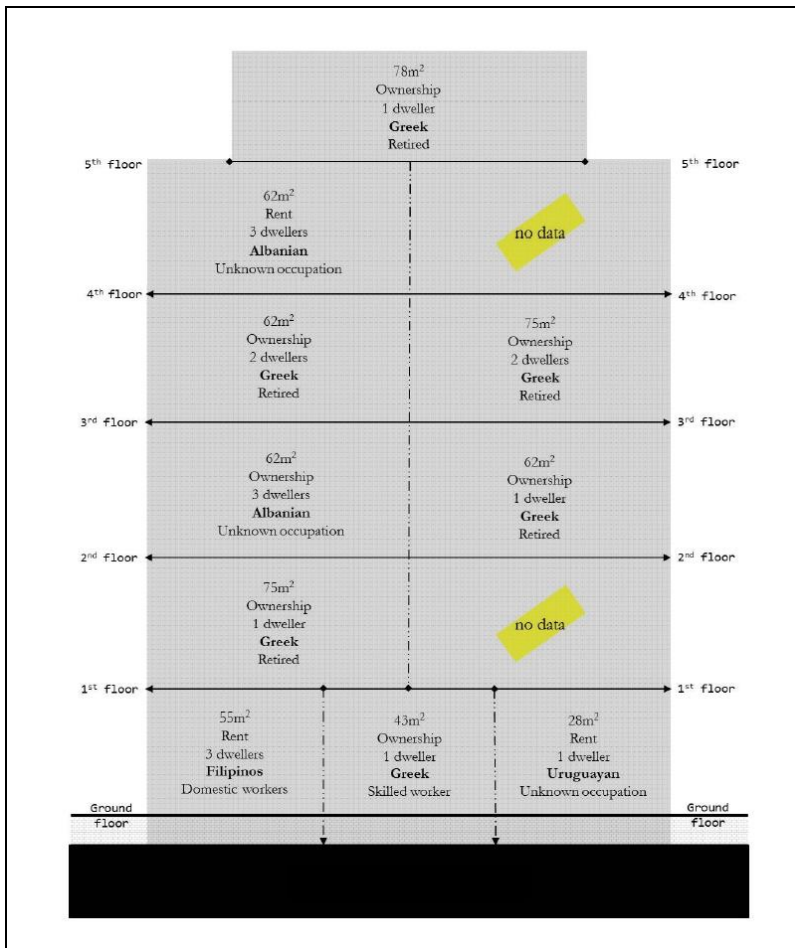 78m²
Ownership
1 dweller
Greek
Retired
5th floor
5th floor
62m²
Rent
3 dwellers
Albanian
Unknown occupation
no data
4th floor
4th floor
62m²
Ownership
2 dwellers
Greek
Retired
75m²
Ownership
2 dwellers
Greek
Retired
3rd floor
3rd floor
62m²
Ownership
3 dwellers
Albanian
Unknown occupation
62m²
Ownership
1 dweller
Greek
Retired
2nd floor
2nd floor
75m²
Ownership
1 dweller
Greek
Retired
no data
1st floor
1st floor
55m²
Rent
3 dwellers
Filipinos
Domestic workers
43m²
Ownership
1 dweller
Greek
Skilled worker
28m²
Rent
1 dweller
Uruguayan
Unknown occupation
Ground
floor
Ground
floor